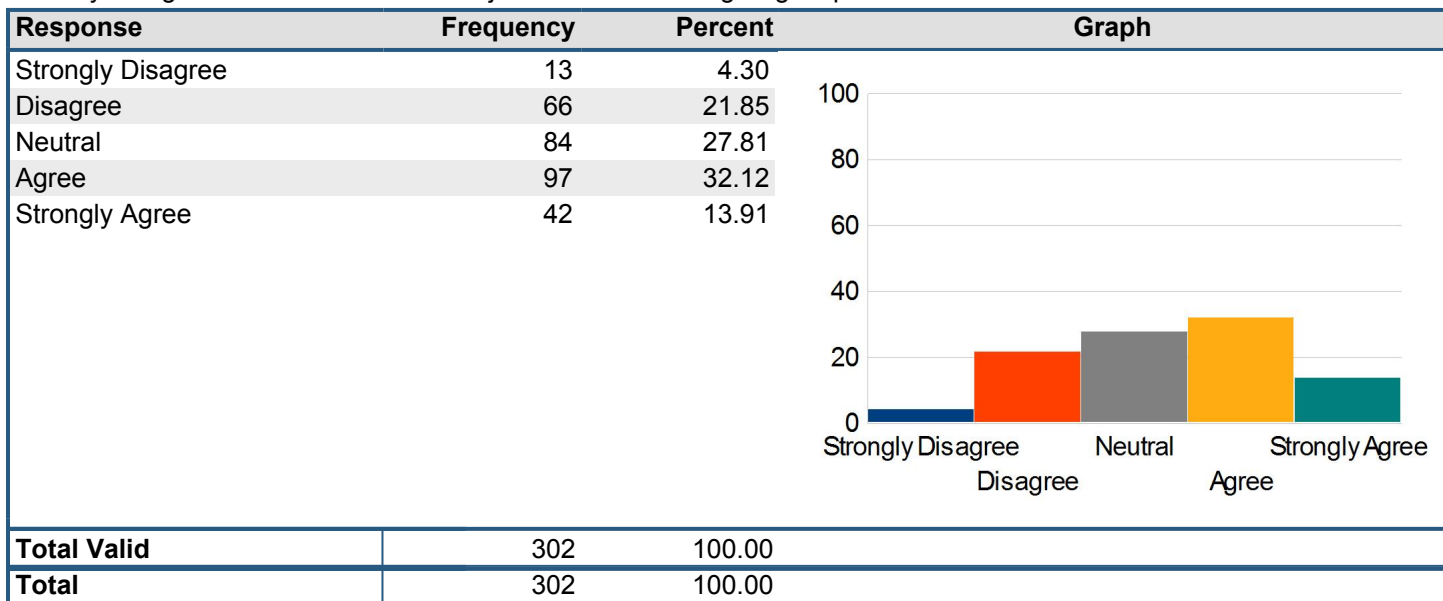 Response Frequency Percent Graph
Strongly Disagree 13 4.30
Disagree 66 21.85
Neutral 84 27.81
Agree 97 32.12
Strongly Agree 42 13.91
100
80
60
40
20
0
Strongly Disagree Neutral Strongly Agree
Disagree Agree
Total Valid 302 100.00
Total 302 100.00